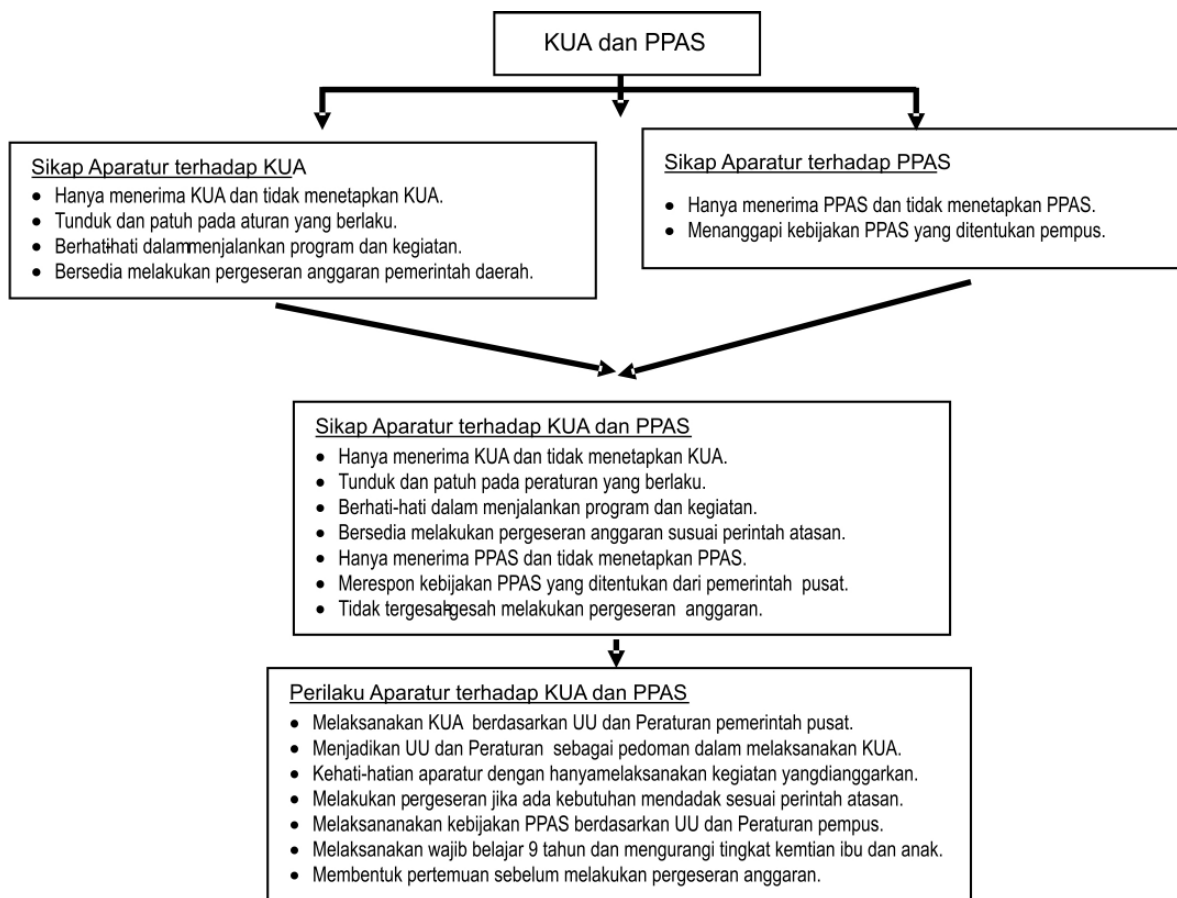 KUA dan PPAS
Sikap Aparatur terhadap KUA
• Hanya menerima KUA dan tidak menetapkan KUA.
• Tunduk dan patuh pada aturan yang berlaku.
• Berhati-hati dalammenjalankan program dan kegiatan.
• Bersedia melakukan pergeseran anggaran pemerintah daerah.
Sikap Aparatur terhadap PPAS
• Hanya menerima PPAS dan tidak menetapkan PPAS.
• Menanggapi kebijakan PPAS yang ditentukan pempus.
Sikap Aparatur terhadap KUA dan PPAS
• Hanya menerima KUA dan tidak menetapkan KUA.
• Tunduk dan patuh pada peraturan yang berlaku.
• Berhati-hati dalam menjalankan program dan kegiatan.
• Bersedia melakukan pergeseran anggaran susuai perintah atasan.
• Hanya menerima PPAS dan tidak menetapkan PPAS.
• Merespon kebijakan PPAS yang ditentukan dari pemerintah pusat.
• Tidak tergesah-gesah melakukan pergeseran anggaran.
Perilaku Aparatur terhadap KUA dan PPAS
• Melaksanakan KUA berdasarkan UU dan Peraturan pemerintah pusat.
• Menjadikan UU dan Peraturan sebagai pedoman dalam melaksanakan KUA.
• Kehati-hatian aparatur dengan hanyamelaksanakan kegiatan yangdianggarkan.
• Melakukan pergeseran jika ada kebutuhan mendadak sesuai perintah atasan.
• Melaksananakan kebijakan PPAS berdasarkan UU dan Peraturan pempus.
• Melaksanakan wajib belajar 9 tahun dan mengurangi tingkat kemtian ibu dan anak.
• Membentuk pertemuan sebelum melakukan pergeseran anggaran.